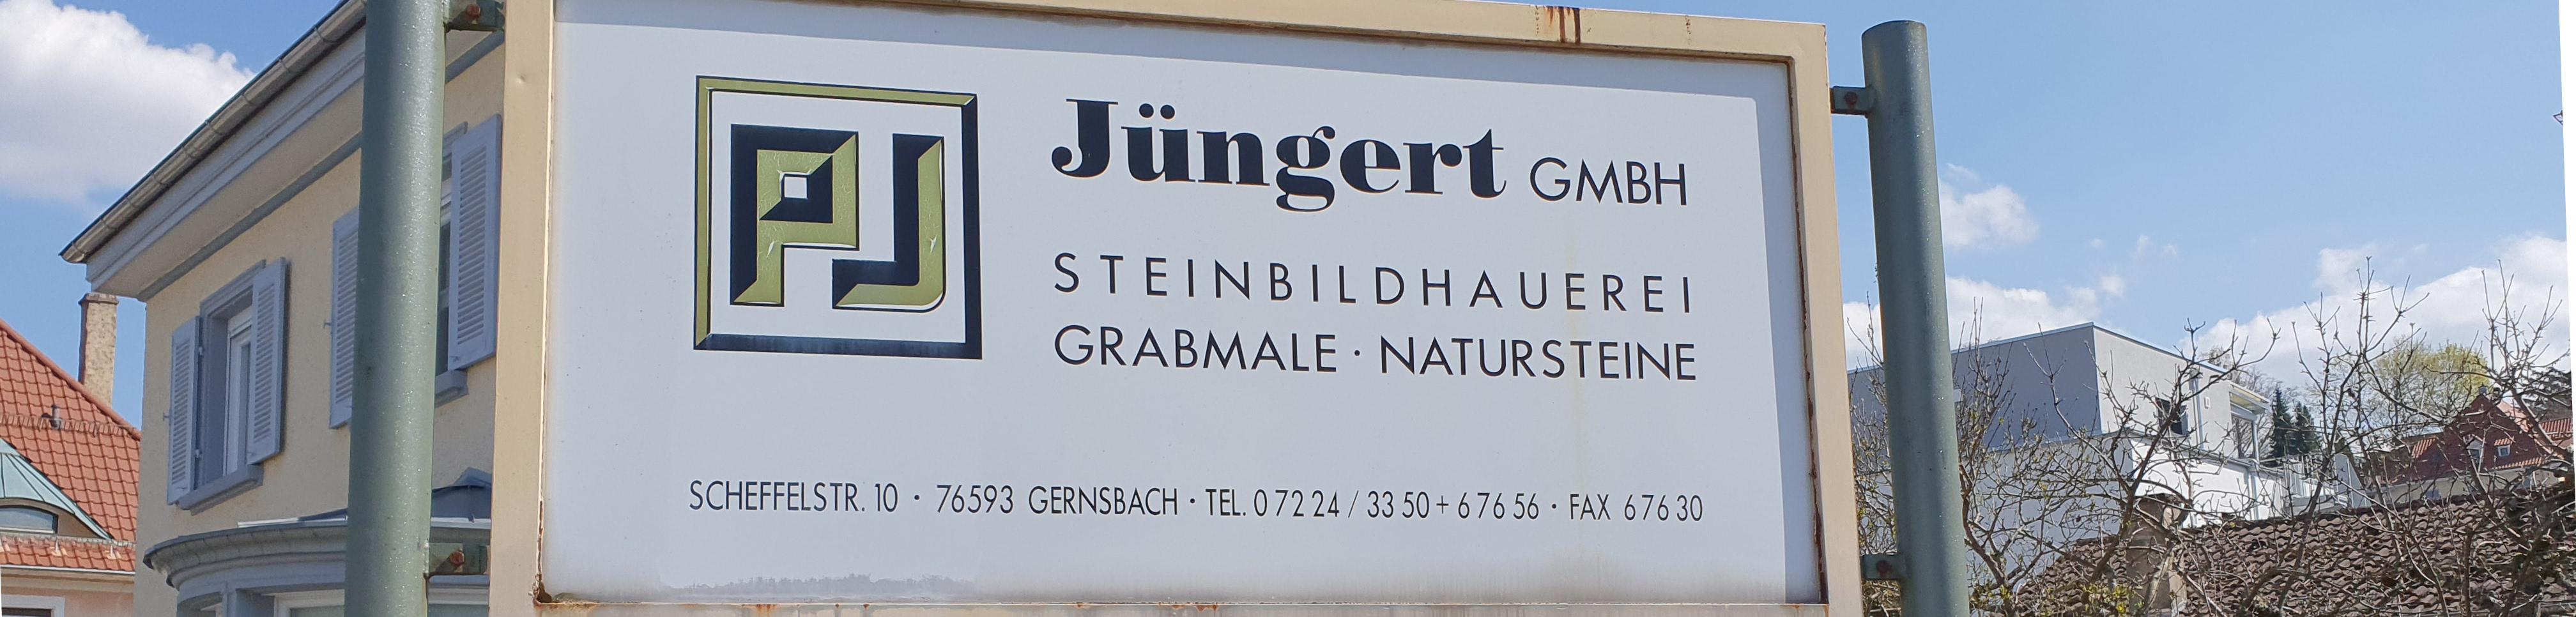 PJ
Jüngert GMBH
STEINBILDHAUEREI
GRABMALE · NATURSTEINE
SCHEFFELSTR. 10 · 76593 GERNSBACH · TEL. 0 72 24 / 33 50 + 6 76 56 · FAX 6 76 30